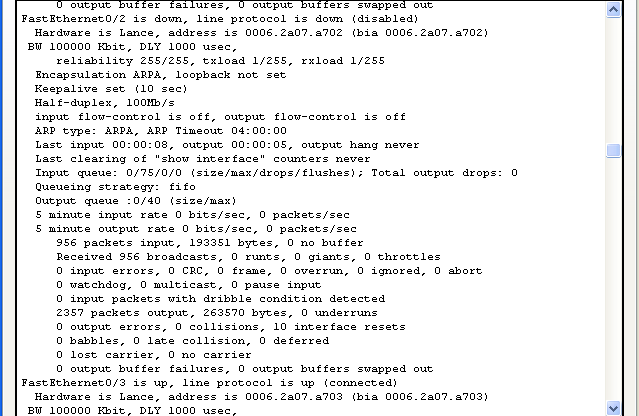 0 output buffer failures, 0 output buffers swapped out
FastEthernet0/2 is down, line protocol is down (disabled)
Hardware is Lance, address is 0006.2a07.a702 (bia 0006.2a07.a702)
BW 100000 Kbit, DLY 1000 usec,
reliability 255/255, txload 1/255, rxload 1/255
Encapsulation ARPA, loopback not set
Keepalive set (10 sec)
Half-duplex, 100Mb/s
input flow-control is off, output flow-control is off
ARP type: ARPA, ARP Timeout 04:00:00
Last input 00:00:08, output 00:00:05, output hang never
Last clearing of "show interface" counters never
Input queue: 0/75/0/0 (size/max/drops/flushes); Total output drops: 0
Queueing strategy: fifo
Output queue :0/40 (size/max)
5 minute input rate 0 bits/sec, 0 packets/sec
5 minute output rate 0 bits/sec, 0 packets/sec
956 packets input, 193351 bytes, 0 no buffer
Received 956 broadcasts, 0 runts, 0 giants, 0 throttles
0 input errors, 0 CRC, 0 frame, 0 overrun, 0 ignored, 0 abort
0 watchdog, 0 multicast, 0 pause input
0 input packets with dribble condition detected
2357 packets output, 263570 bytes, 0 underruns
0 output errors, 0 collisions, 10 interface resets
0 babbles, 0 late collision, 0 deferred
0 lost carrier, 0 no carrier
0 output buffer failures, 0 output buffers swapped out
FastEthernet0/3 is up, line protocol is up (connected)
Hardware is Lance, address is 0006.2a07.a703 (bia 0006.2a07.a703)
BW 100000 Kbit, DLY 1000 usec,